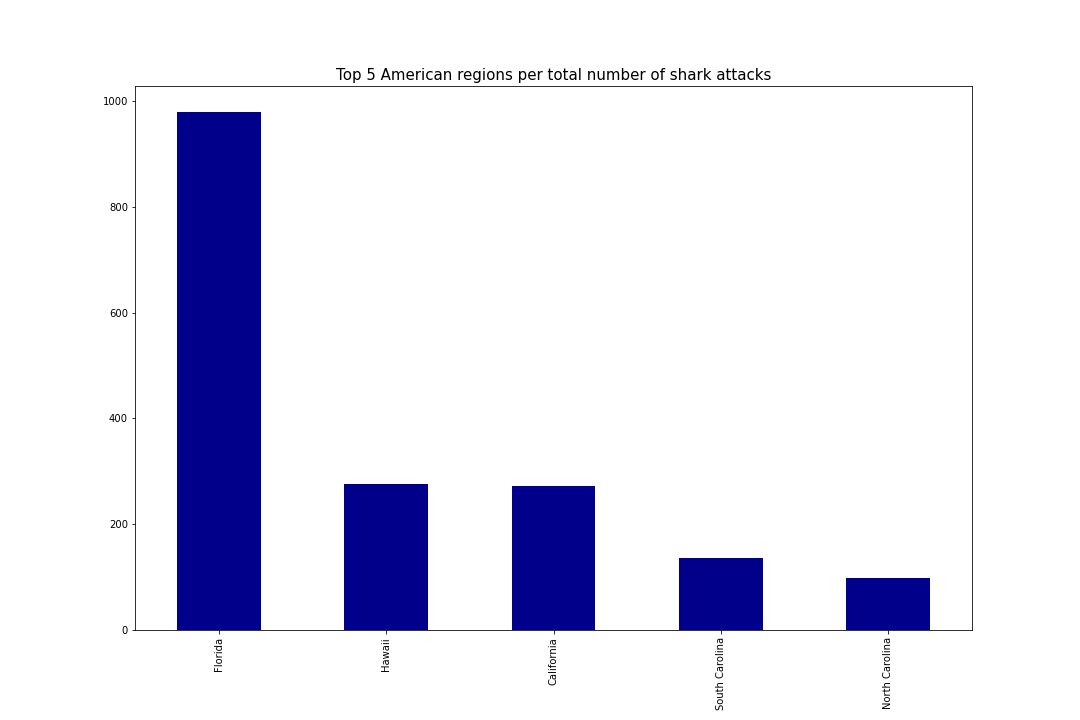 Top 5 American regions per total number of shark attacks
1000
800
600
400
200
0
Florida
Hawaii
California
South Carolina
North Carolina